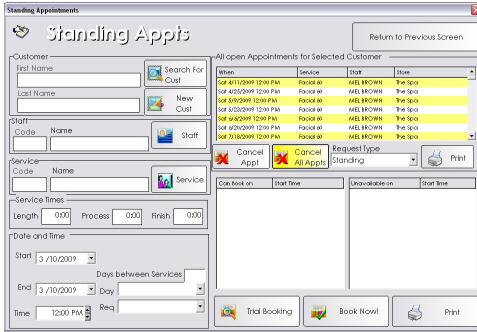 Standing Appointments
Standing Appts
Return to Previous Screen
Customer
First Name
Search For Cust
Last Name
New Cust
Staff
Code Name
Staff
Service
Code Name
Service
Service Times
Length 0:00 Process 0:00 Finish 0:00
Date and Time
Start 3 /10/2009
Days between Services
End 3 /10/2009 Day
Time 12:00 PM Req
All open Appointments for Selected Customer
When Service Staff Store
Sat 4/11/2009 12:00 PM Facial 60 MEL BROWN The Spa
Sat 4/25/2009 12:00 PM Facial 60 MEL BROWN The Spa
Sat 5/9/2009 12:00 PM Facial 60 MEL BROWN The Spa
Sat 5/23/2009 12:00 PM Facial 60 MEL BROWN The Spa
Sat 6/6/2009 12:00 PM Facial 60 MEL BROWN The Spa
Sat 6/20/2009 12:00 PM Facial 60 MEL BROWN The Spa
Sat 7/18/2009 12:00 PM Facial 60 MEL BROWN The Spa
Cancel Appt
Cancel All Appts
Request Type
Standing
Print
Can Book on Start Time
Unavailable on Start Time
Trial Booking
Book Now!
Print